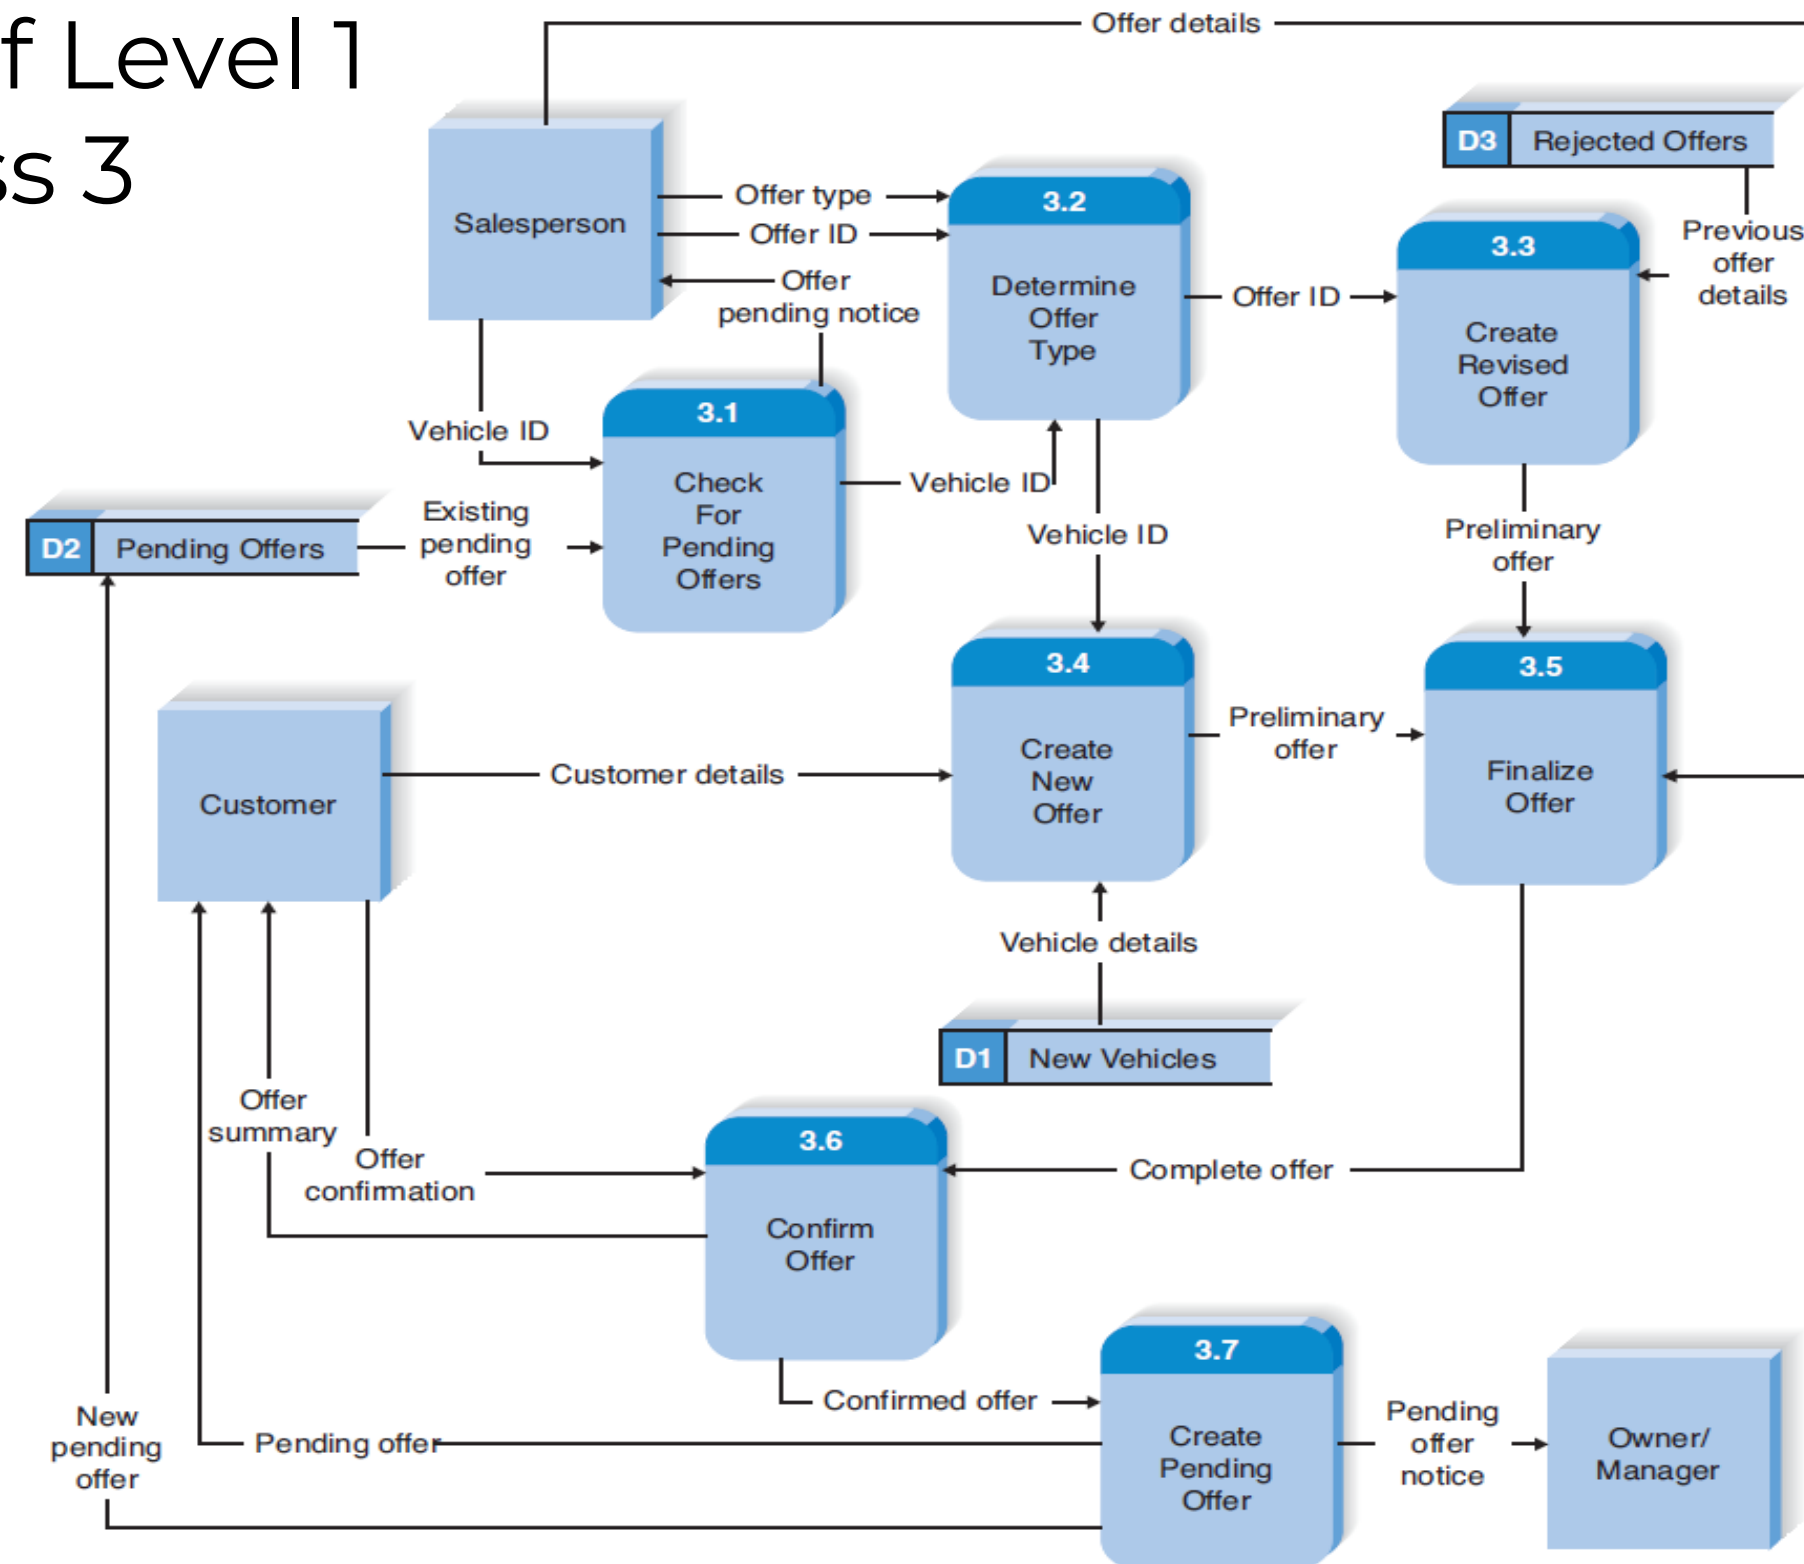 f Level 1
ss 3
Offer details
D3 Rejected Offers
Salesperson
Offer type
Offer ID
Offer
pending notice
3.2
Determine
Offer
Type
Offer ID
3.3
Create
Revised
Offer
Previous
offer
details
Vehicle ID
3.1
Check
For
Pending
Offers
Vehicle ID
Vehicle ID
D2 Pending Offers
Existing
pending
offer
Preliminary
offer
Customer
Customer details
3.4
Create
New
Offer
Preliminary
offer
3.5
Finalize
Offer
Vehicle details
D1 New Vehicles
Offer
summary
Offer
confirmation
3.6
Confirm
Offer
Complete offer
Confirmed offer
New
pending
offer
Pending offer
3.7
Create
Pending
Offer
Pending
offer
notice
Owner/
Manager